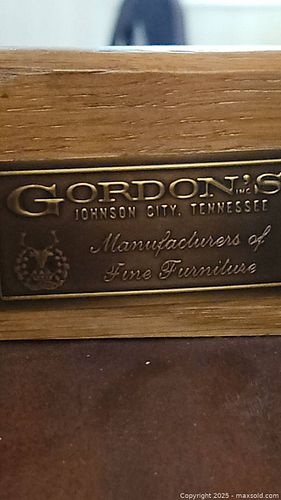 GORDON'S INC
JOHNSON CITY, TENNESSEE
Manufacturers of
Fine Furniture
Copyright © 2025 - maxsold.com